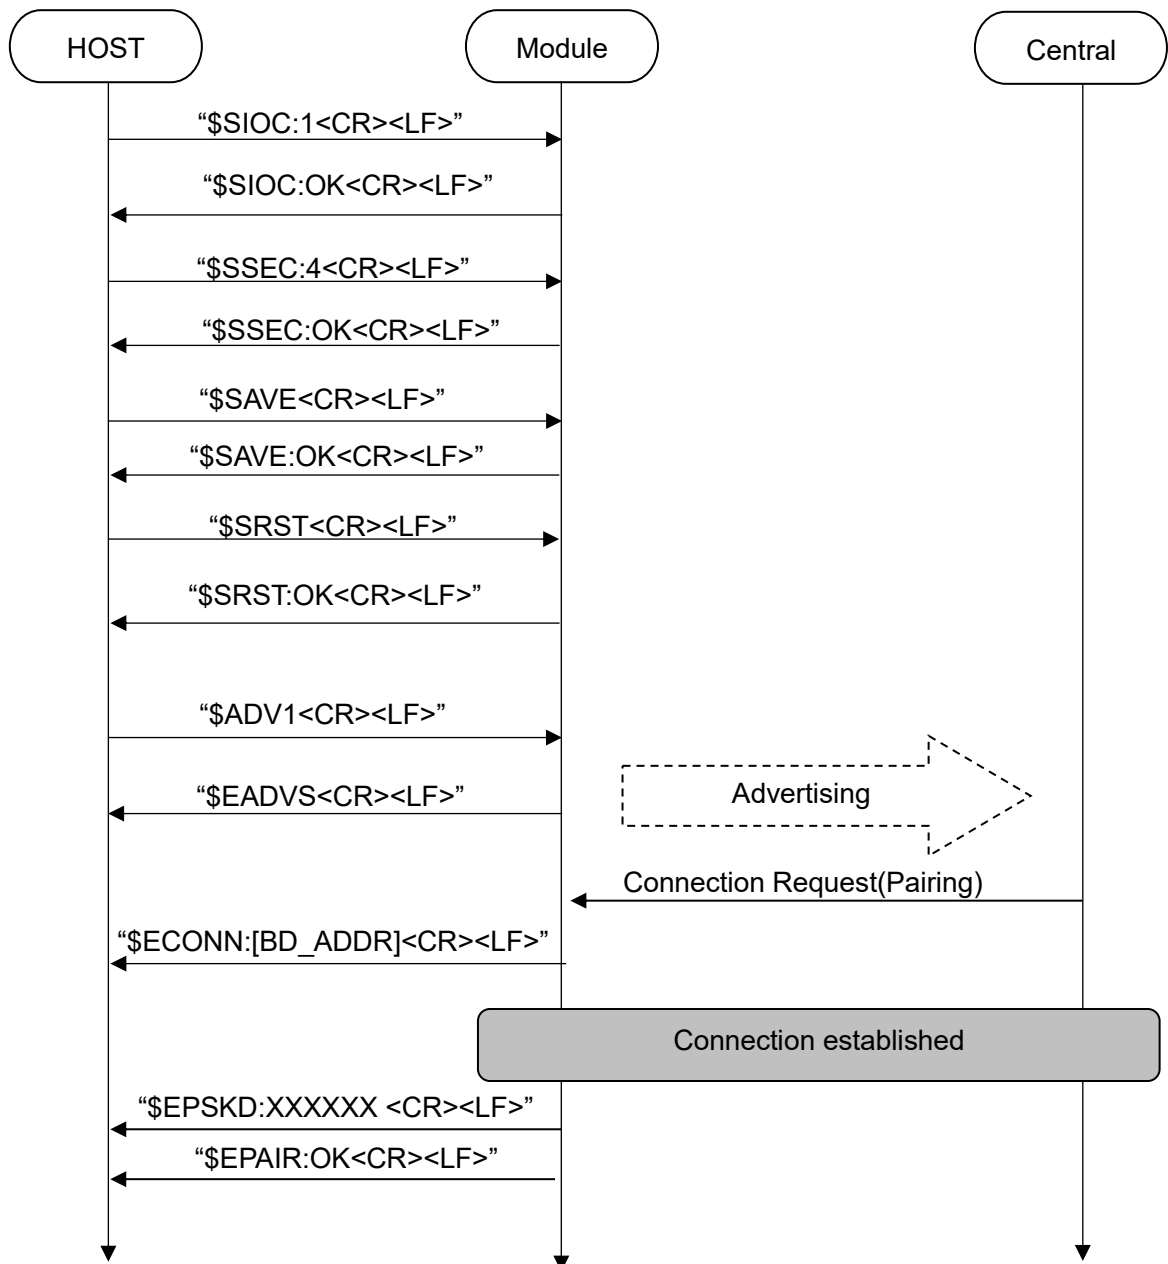 HOST
Module
Central
“$SIOC:1<CR><LF>”
“$SIOC:OK<CR><LF>”
“$SSEC:4<CR><LF>”
“$SSEC:OK<CR><LF>”
“$SAVE<CR><LF>”
“$SAVE:OK<CR><LF>”
“$SRST<CR><LF>”
“$SRST:OK<CR><LF>”
“$ADV1<CR><LF>”
“$EADVS<CR><LF>”
Advertising
Connection Request(Pairing)
“$ECONN:[BD_ADDR]<CR><LF>”
Connection established
“$EPSKD:XXXXXX <CR><LF>”
“$EPAIR:OK<CR><LF>”